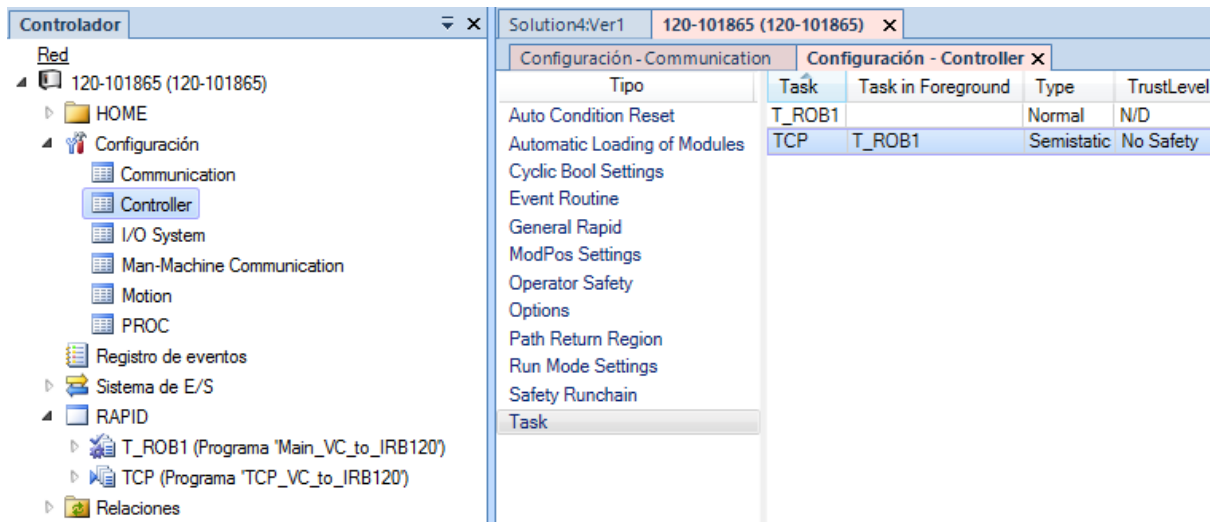 Controlador
Red
120-101865 (120-101865)
HOME
Configuración
Communication
Controller
I/O System
Man-Machine Communication
Motion
PROC
Registro de eventos
Sistema de E/S
RAPID
T_ROB1 (Programa 'Main_VC_to_IRB120')
TCP (Programa 'TCP_VC_to_IRB120')
Relaciones
Solution4:Ver1 120-101865 (120-101865)
Configuración - Communication Configuración - Controller
Tipo
Auto Condition Reset
Automatic Loading of Modules
Cyclic Bool Settings
Event Routine
General Rapid
ModPos Settings
Operator Safety
Options
Path Return Region
Run Mode Settings
Safety Runchain
Task
Task Task in Foreground Type TrustLevel
T_ROB1 Normal N/D
TCP T_ROB1 Semistatic No Safety